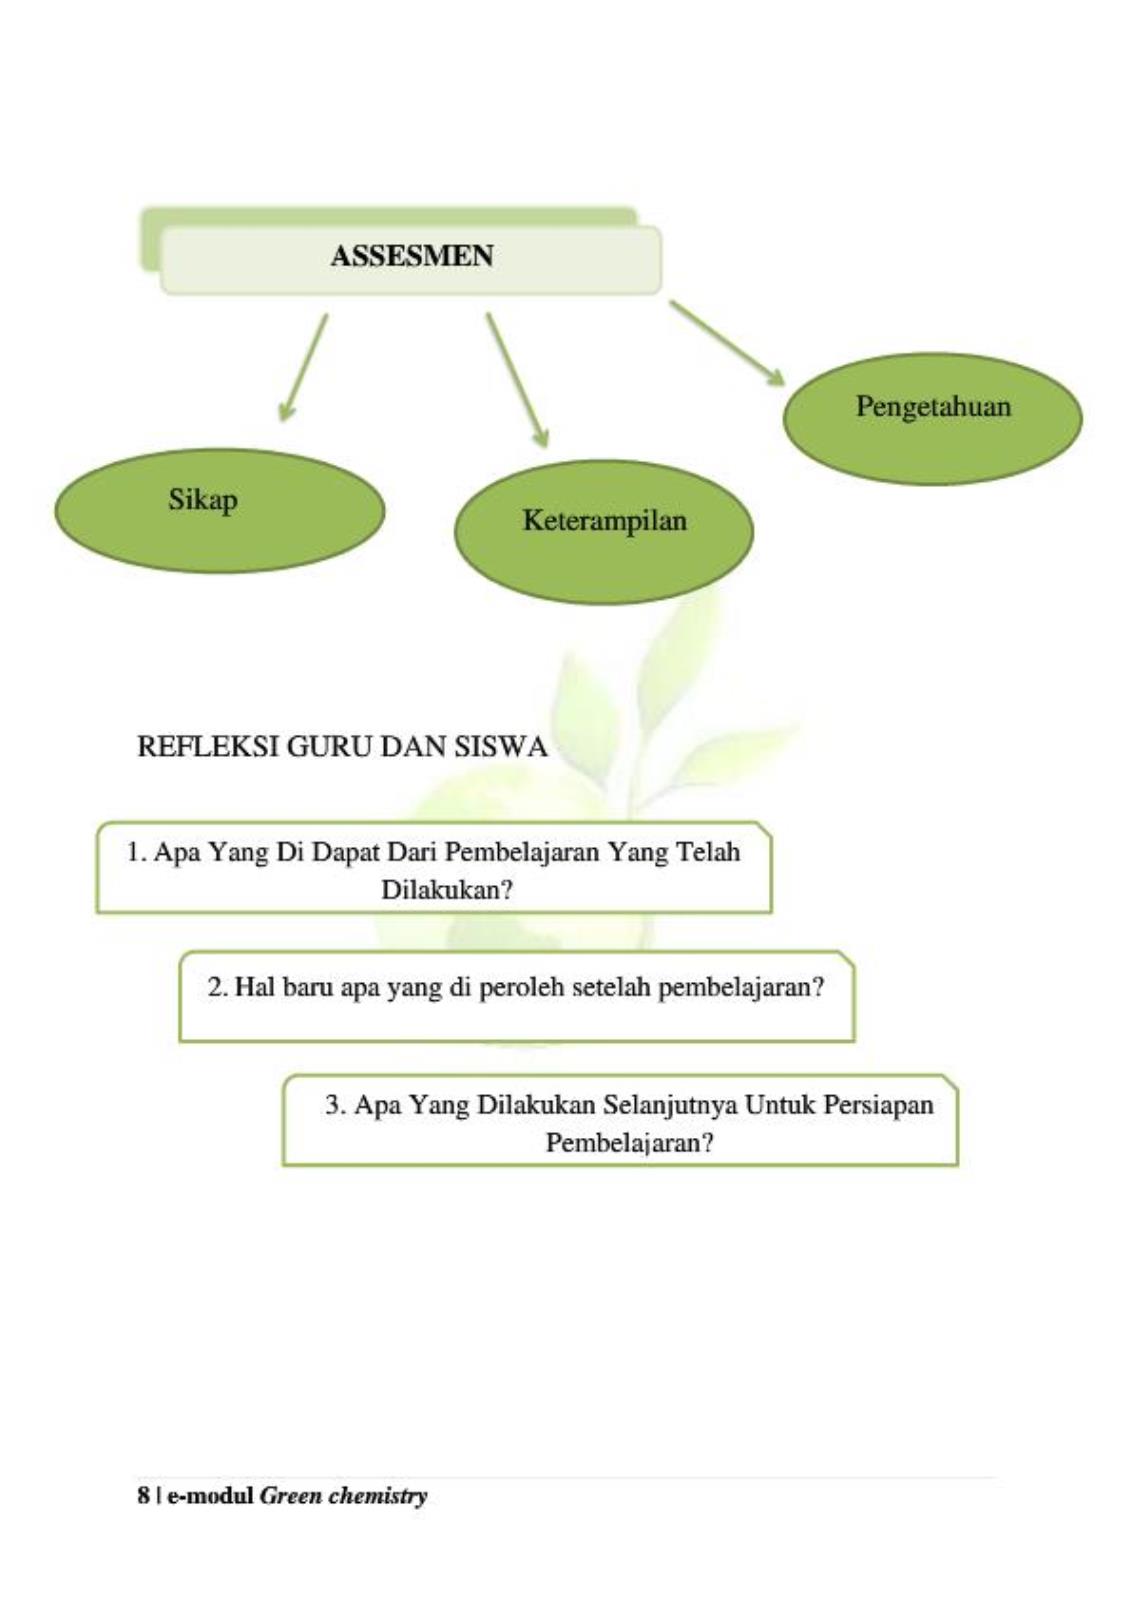 ASSESMEN
Pengetahuan
Sikap
Keterampilan
REFLEKSI GURU DAN SISWA
1. Apa Yang Di Dapat Dari Pembelajaran Yang Telah
Dilakukan?
2. Hal baru apa yang di peroleh setelah pembelajaran?
3. Apa Yang Dilakukan Selanjutnya Untuk Persiapan
Pembelajaran?
8 | e-modul Green chemistry